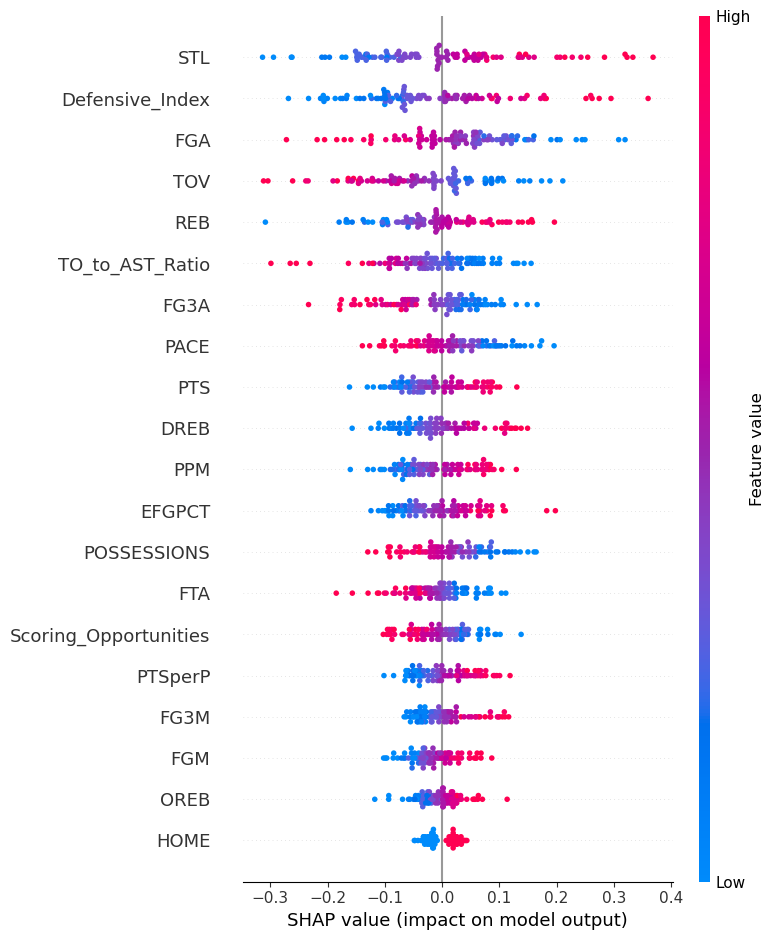 High
STL
Defensive_Index
FGA
TOV
REB
TO_to_AST_Ratio
FG3A
PACE
PTS
DREB
PPM
EFGPCT
POSSESSIONS
FTA
Scoring_Opportunities
PTSperP
FG3M
FGM
OREB
HOME
Feature value
Low
−0.3 −0.2 −0.1 0.0 0.1 0.2 0.3 0.4
SHAP value (impact on model output)